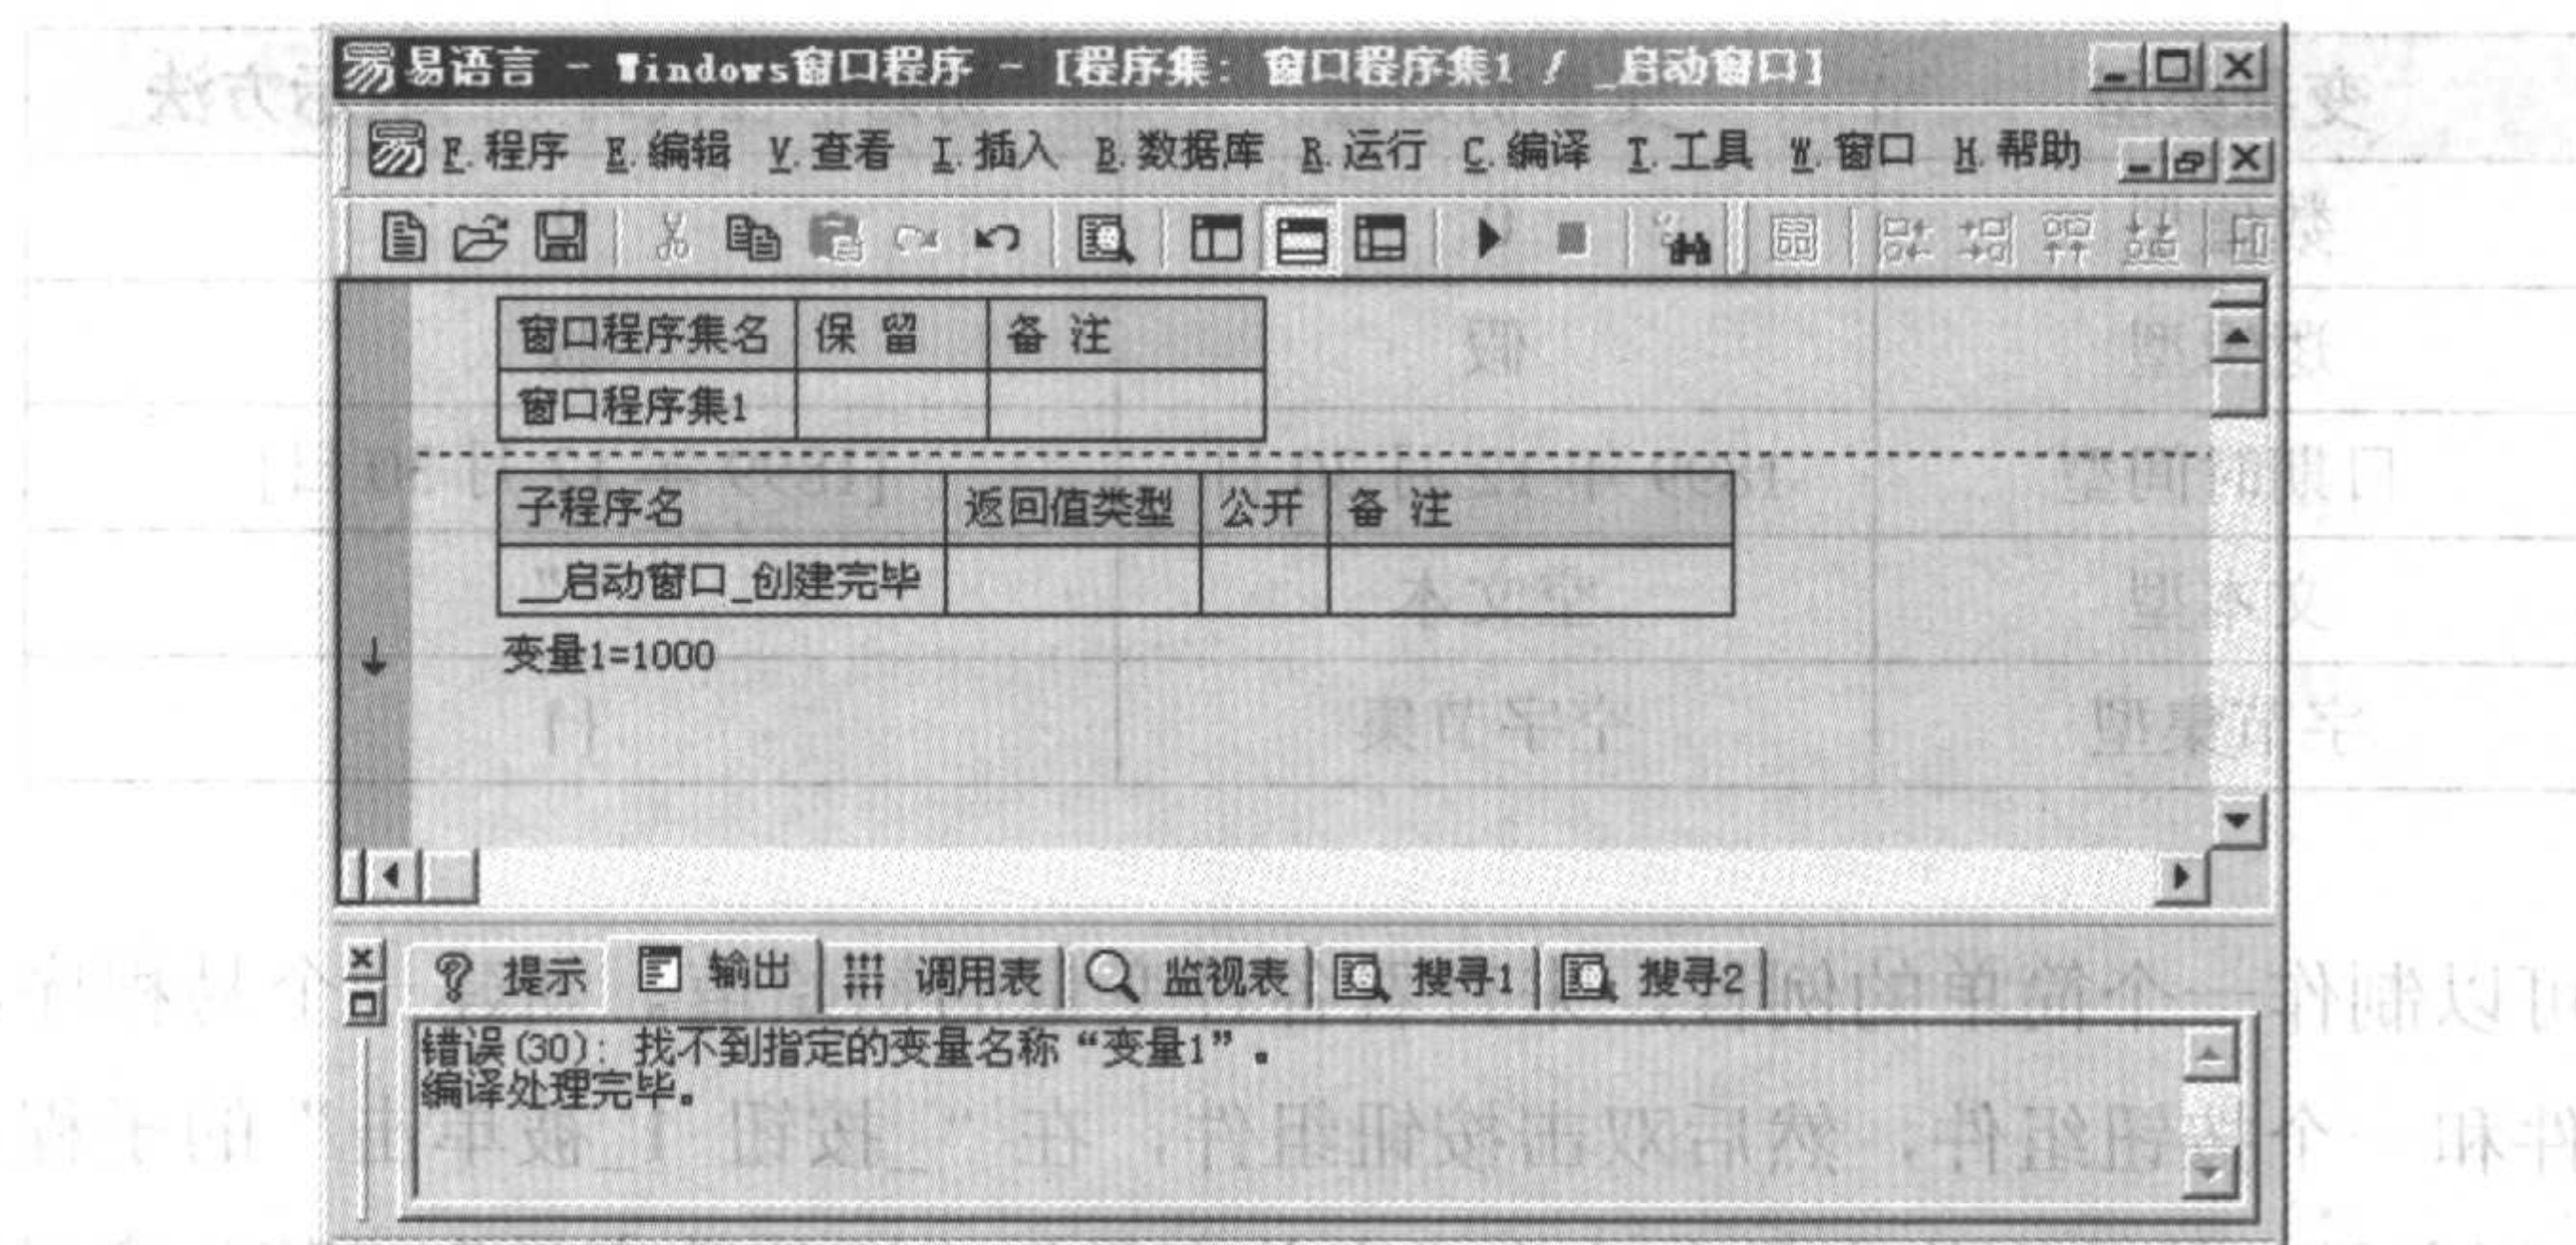 易语言 - Windows窗口程序 - [程序集: 窗口程序集1 / _启动窗口]
F.程序 E.编辑 V.查看 I.插入 B.数据库 R.运行 C.编译 T.工具 W.窗口 H.帮助
窗口程序集名 保 留 备 注
窗口程序集1
子程序名 返回值类型 公开 备 注
__启动窗口_创建完毕
变量1=1000
提示 输出 调用表 监视表 搜寻1 搜寻2
错误(30): 找不到指定的变量名称“变量1”。
编译处理完毕。